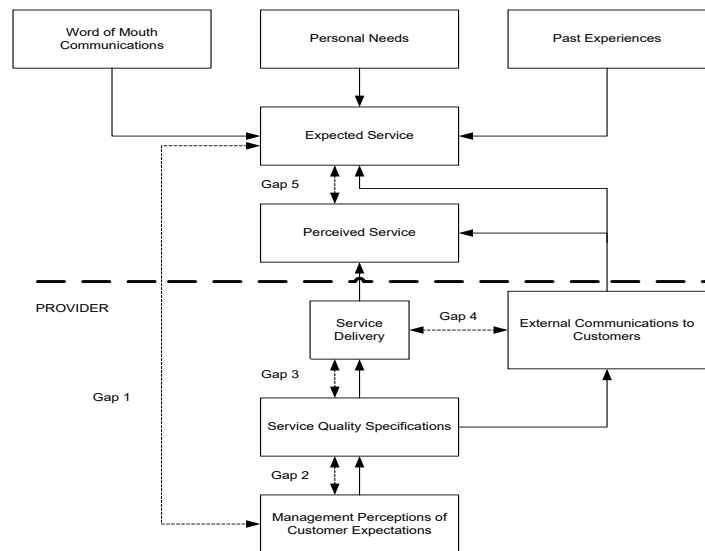 Word of Mouth
Communications
Personal Needs
Past Experiences
Expected Service
Gap 5
Perceived Service
PROVIDER
Service
Delivery
Gap 4
External Communications to
Customers
Gap 3
Gap 1
Service Quality Specifications
Gap 2
Management Perceptions of
Customer Expectations